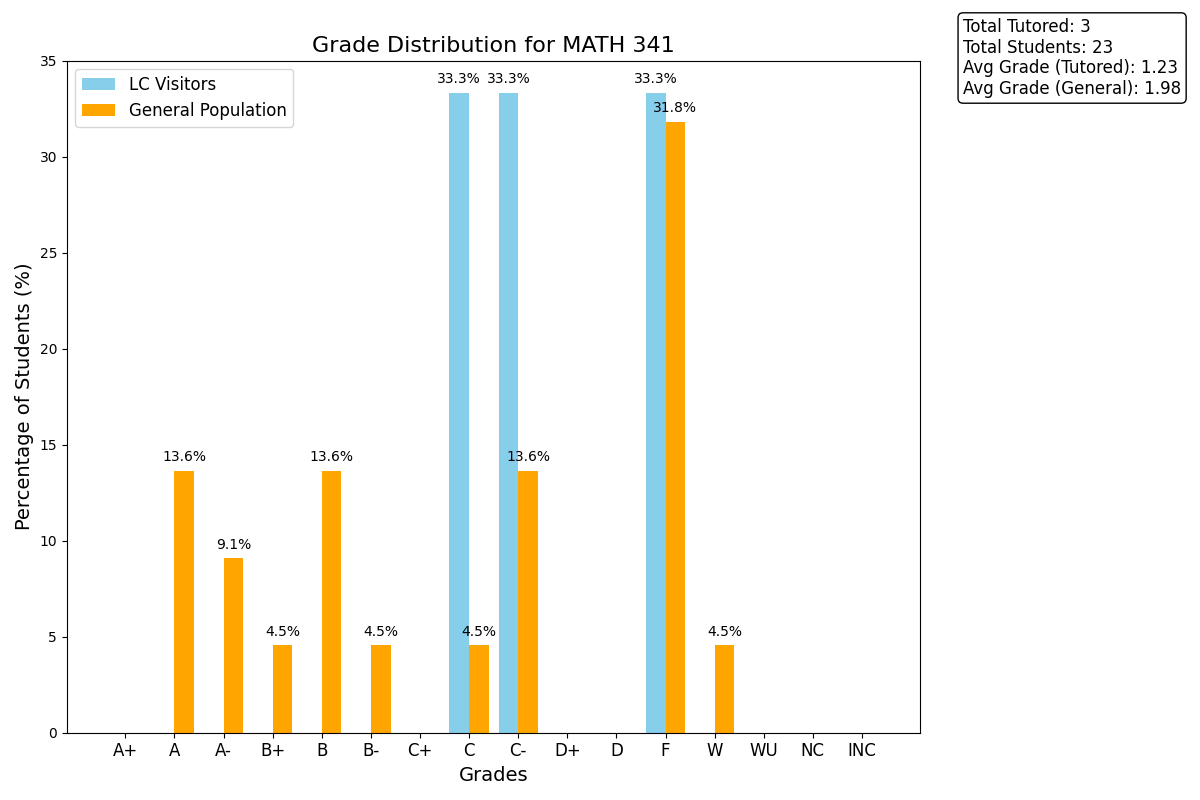 Grade Distribution for MATH 341
Total Tutored: 3
Total Students: 23
Avg Grade (Tutored): 1.23
Avg Grade (General): 1.98
LC Visitors
General Population
Percentage of Students (%)
35
30
25
20
15
10
5
0
33.3% 33.3% 33.3%
31.8%
13.6% 13.6% 13.6%
9.1%
4.5% 4.5% 4.5% 4.5%
A+ A A- B+ B B- C+ C C- D+ D F W WU NC INC
Grades